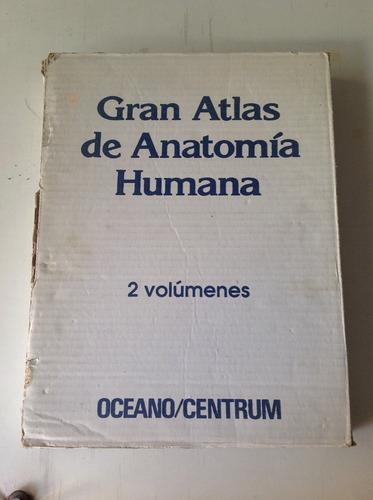 Gran Atlas
de Anatomía
Humana
2 volúmenes
OCEANO/CENTRUM